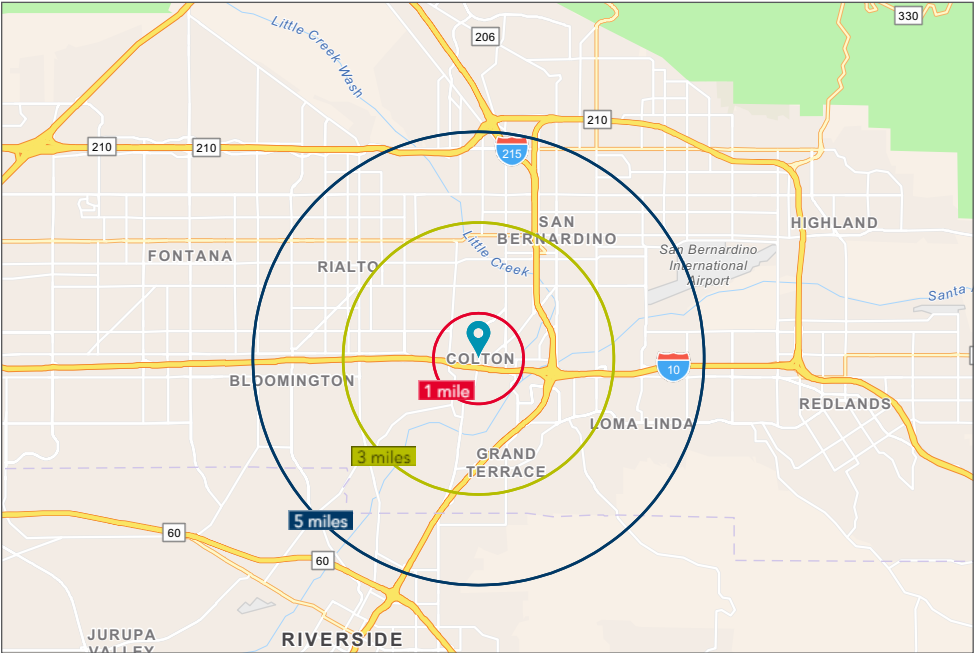 330
Little Creek Wash
206
210
210
210
215
SAN
BERNARDINO
HIGHLAND
FONTANA
RIALTO
Little Creek
San Bernardino
International
Airport
Santa
COLTON
10
BLOOMINGTON
1 mile
REDLANDS
LOMA LINDA
3 miles
GRAND
TERRACE
5 miles
60
60
JURUPA
VALLEY
RIVERSIDE